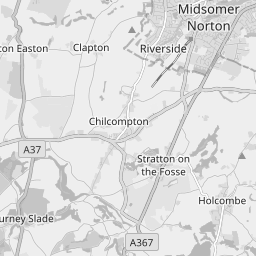 Midsomer
Norton
ton Easton
Clapton
Riverside
Chilcompton
A37
Stratton on
the Fosse
Holcombe
urney Slade
A367